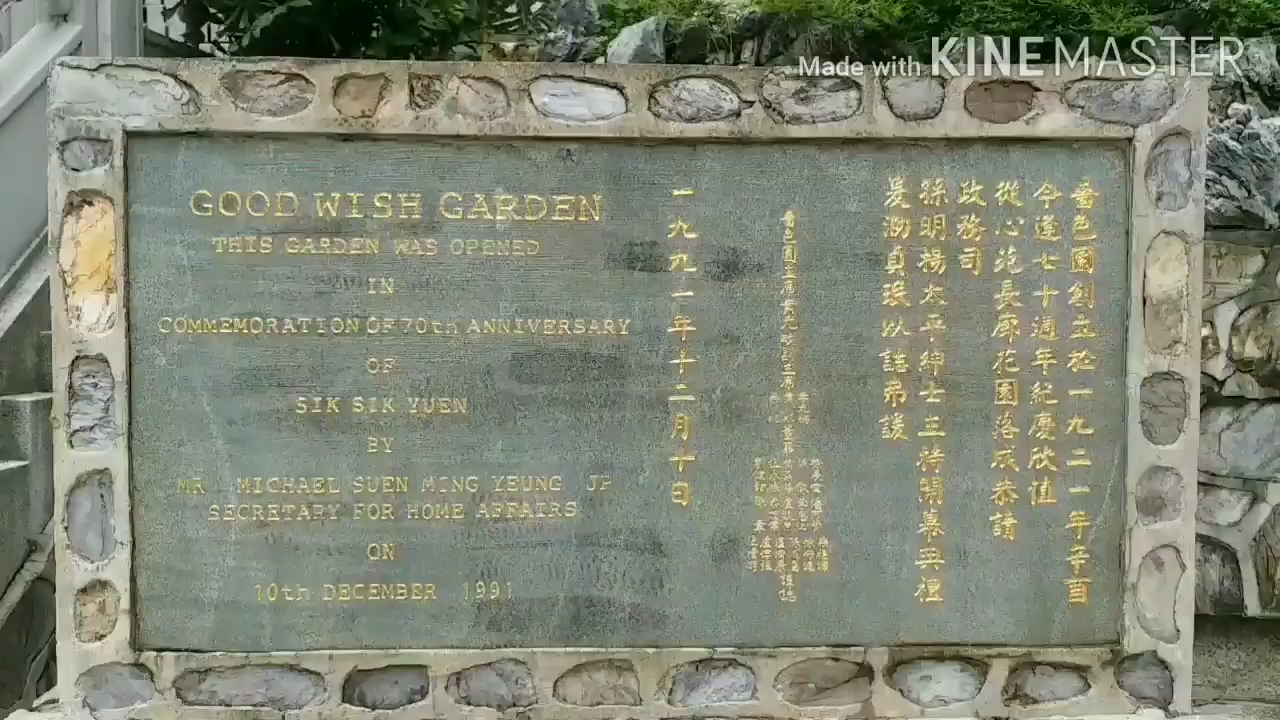 Made with KINEMASTER
GOOD WISH GARDEN
THIS GARDEN WAS OPENED
IN
COMMEMORATION OF 70th ANNIVERSARY
OF
SIK SIK YUEN
BY
MR MICHAEL SUEN MING YEUNG JP
SECRETARY FOR HOME AFFAIRS
ON
10th DECEMBER 1991
嗇色園創立於一九二一年辛酉
今逢七十週年紀慶欣值
從心苑長廊花園落成恭請
政務司
孫明揚太平紳士主持開幕典禮
爰泐貞珉以誌弗諼
一九九一年十二月十日